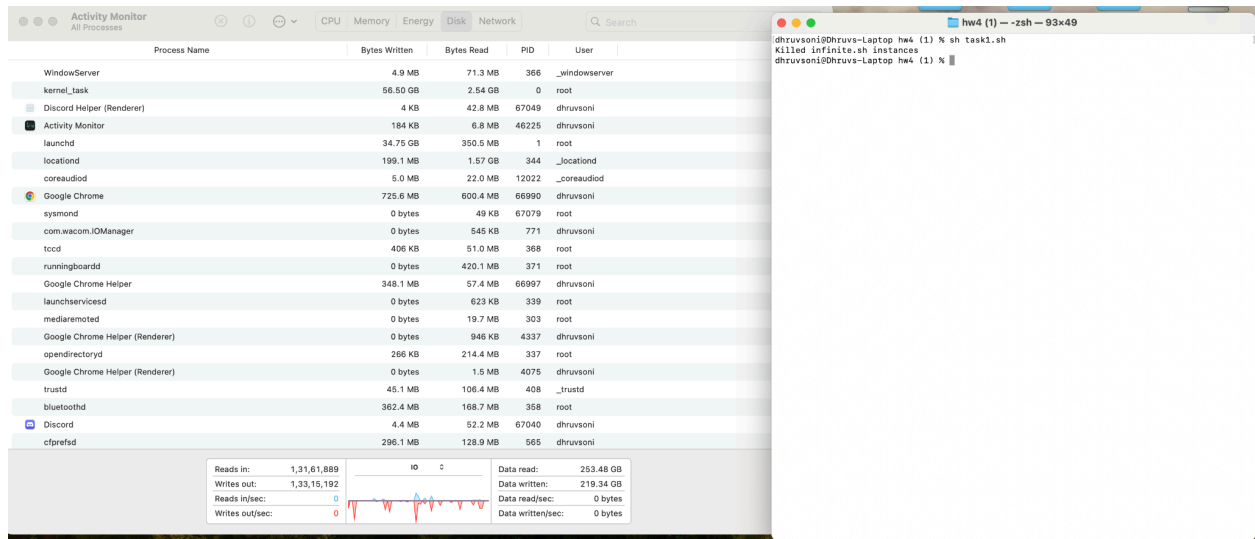 Activity Monitor
All Processes
CPU Memory Energy Disk Network
Search
Process Name Bytes Written Bytes Read PID User
WindowServer 4.9 MB 71.3 MB 366 _windowserver
kernel_task 56.50 GB 2.54 GB 0 root
Discord Helper (Renderer) 4 KB 42.8 MB 67049 dhruvsoni
Activity Monitor 184 KB 6.8 MB 46225 dhruvsoni
launchd 34.75 GB 350.5 MB 1 root
locationd 199.1 MB 1.57 GB 344 _locationd
coreaudiod 5.0 MB 22.0 MB 12022 _coreaudiod
Google Chrome 725.6 MB 600.4 MB 66990 dhruvsoni
sysmond 0 bytes 49 KB 67079 root
com.wacom.IOManager 0 bytes 545 KB 771 dhruvsoni
tccd 406 KB 51.0 MB 368 root
runningboardd 0 bytes 420.1 MB 371 root
Google Chrome Helper 348.1 MB 57.4 MB 66997 dhruvsoni
launchservicesd 0 bytes 623 KB 339 root
mediaremoted 0 bytes 19.7 MB 303 root
Google Chrome Helper (Renderer) 0 bytes 946 KB 4337 dhruvsoni
opendirectoryd 266 KB 214.4 MB 337 root
Google Chrome Helper (Renderer) 0 bytes 1.5 MB 4075 dhruvsoni
trustd 45.1 MB 106.4 MB 408 _trustd
bluetoothd 362.4 MB 168.7 MB 358 root
Discord 4.4 MB 52.2 MB 67040 dhruvsoni
cfprefsd 296.1 MB 128.9 MB 565 dhruvsoni
Reads in: 1,31,61,889 IO Data read: 253.48 GB
Writes out: 1,33,15,192 Data written: 219.34 GB
Reads in/sec: 0 Data read/sec: 0 bytes
Writes out/sec: 0 Data written/sec: 0 bytes
hw4 (1) — -zsh — 93×49
dhruvsoni@Dhruvs-Laptop hw4 (1) % sh task1.sh
Killed infinite.sh instances
dhruvsoni@Dhruvs-Laptop hw4 (1) %